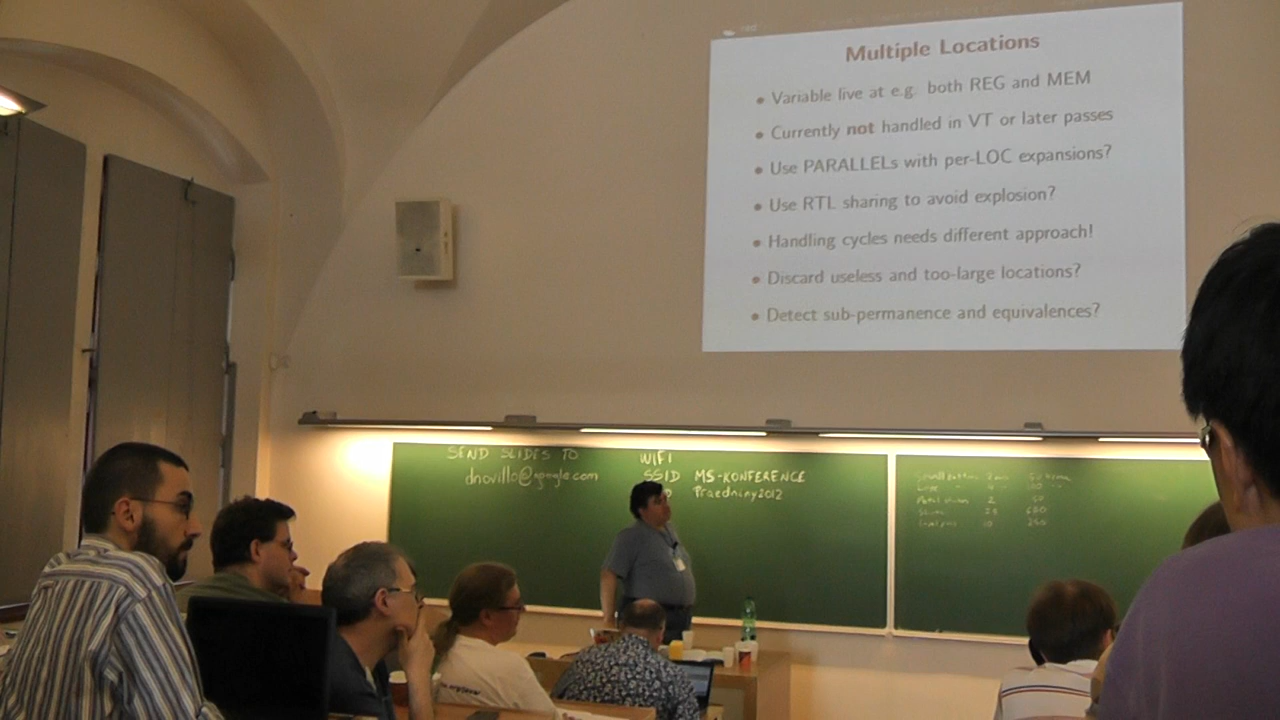 Multiple Locations
• Variable live at e.g. both REG and MEM
• Currently not handled in VT or later passes
• Use PARALLELs with per-LOC expansions?
• Use RTL sharing to avoid explosion?
• Handling cycles needs different approach!
• Discard useless and too-large locations?
• Detect sub-permanence and equivalences?
SEND SLIDES TO
dnovillo@google.com
WIFI
SSID MS-KONFERENCE
Praedniny2012